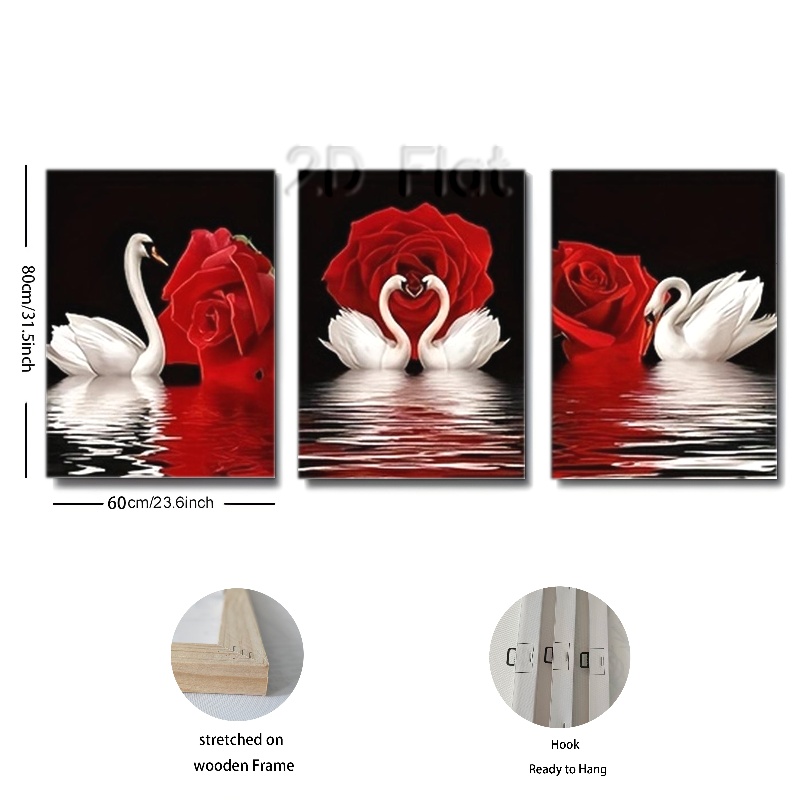 2D Flat
80cm/31.5inch
60cm/23.6inch
stretched on
wooden Frame
Hook
Ready to Hang